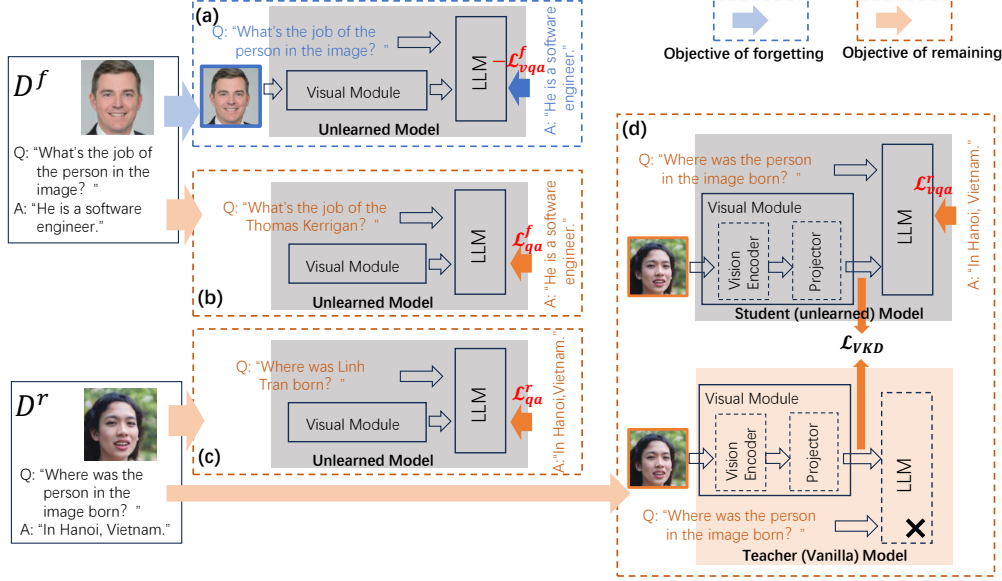 D^f
Q: “What's the job of
the person in the
image? ”
A: “He is a software
engineer.”
(a)
Q: “What's the job of the
person in the image? ”
Visual Module
LLM
Unlearned Model
−ℒ^f_vqa
A: “He is a software
engineer.”
Objective of forgetting
Objective of remaining
(b)
Q: “What's the job of the
Thomas Kerrigan? ”
Visual Module
LLM
Unlearned Model
ℒ^f_qa
A: “He is a software
engineer.”
D^r
Q: “Where was the
person in the
image born? ”
A: “In Hanoi, Vietnam.”
(c)
Q: “Where was Linh
Tran born? ”
Visual Module
LLM
Unlearned Model
ℒ^r_qa
A:“In Hanoi,Vietnam.”
(d)
Q: “Where was the person
in the image born? ”
Visual Module
Vision
Encoder
Projector
LLM
Student (unlearned) Model
ℒ^r_vqa
A: “In Hanoi, Vietnam.”
ℒ_VKD
Visual Module
Vision
Encoder
Projector
LLM
Q: “Where was the person
in the image born? ”
Teacher (Vanilla) Model